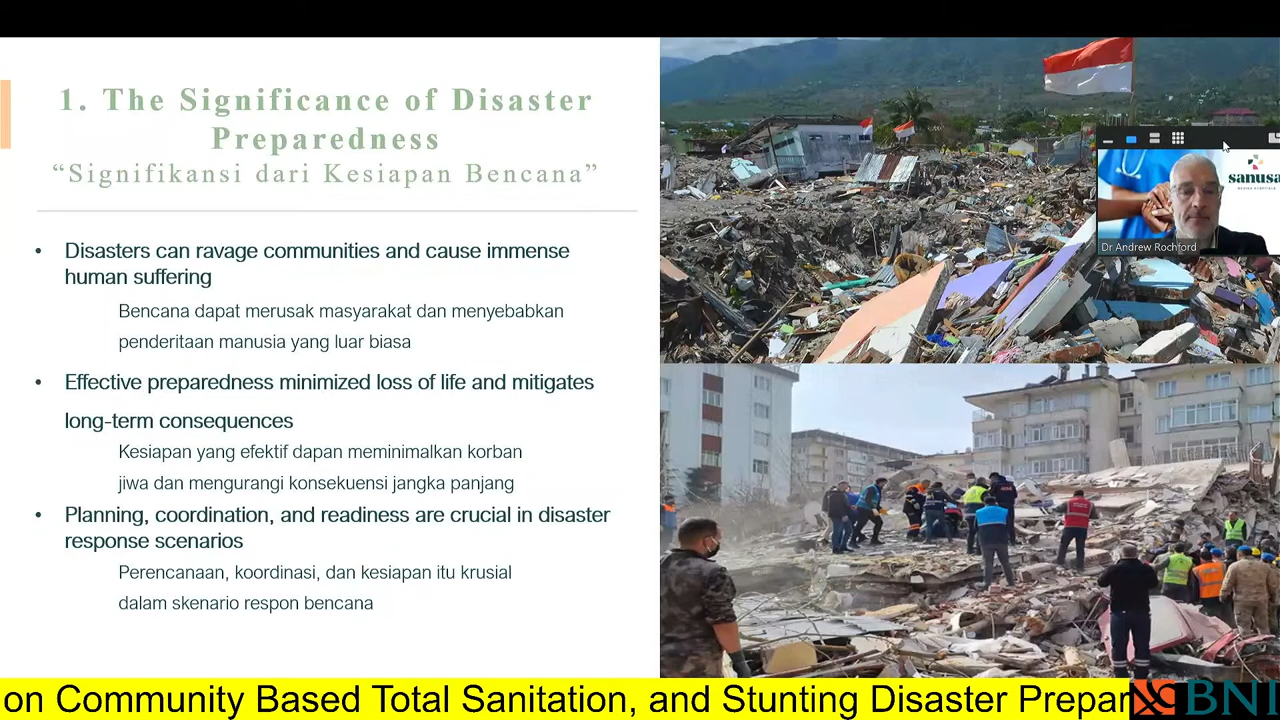 1. The Significance of Disaster
Preparedness
“Signifikansi dari Kesiapan Bencana”
• Disasters can ravage communities and cause immense
human suffering
Bencana dapat merusak masyarakat dan menyebabkan
penderitaan manusia yang luar biasa
• Effective preparedness minimized loss of life and mitigates
long-term consequences
Kesiapan yang efektif dapan meminimalkan korban
jiwa dan mengurangi konsekuensi jangka panjang
• Planning, coordination, and readiness are crucial in disaster
response scenarios
Perencanaan, koordinasi, dan kesiapan itu krusial
dalam skenario respon bencana
sanusa
Dr Andrew Rochford
on Community Based Total Sanitation, and Stunting Disaster Prepar
BNI